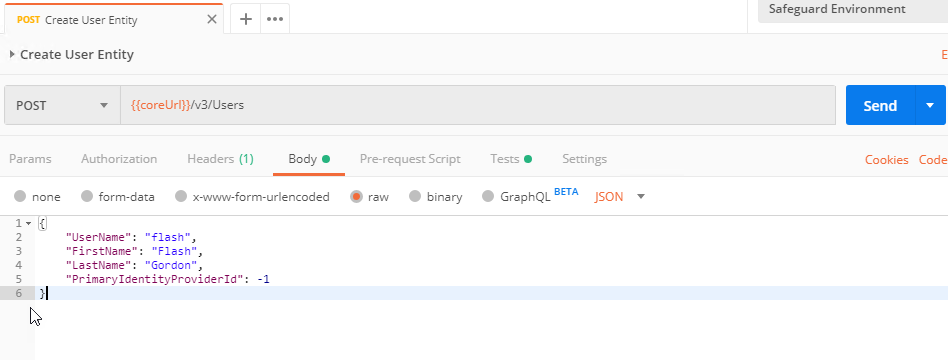 POST Create User Entity
Safeguard Environment
Create User Entity
E
POST {{coreUrl}}/v3/Users Send
Params Authorization Headers (1) Body Pre-request Script Tests Settings Cookies Code
none form-data x-www-form-urlencoded raw binary GraphQL BETA JSON
1 {
2 "UserName": "flash",
3 "FirstName": "Flash",
4 "LastName": "Gordon",
5 "PrimaryIdentityProviderId": -1
6 }